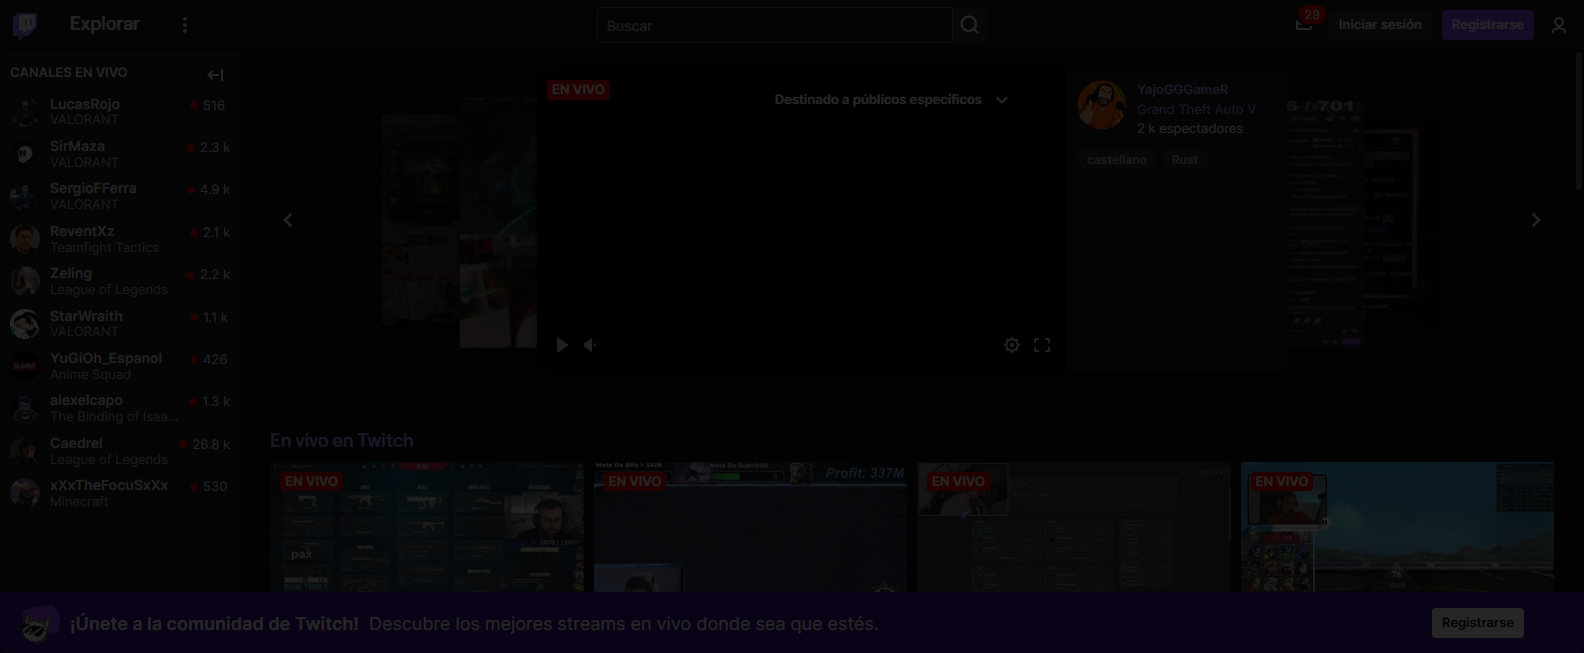 Explorar
Buscar
29
Iniciar sesión
Registrarse
CANALES EN VIVO
LucasRojo
516
VALORANT
SirMaza
2.3 k
VALORANT
SergioFFerra
4.9 k
VALORANT
ReventXz
2.1 k
Teamfight Tactics
Zeling
2.2 k
League of Legends
StarWraith
1.1 k
VALORANT
YuGiOh_Espanol
426
Anime Squad
alexelcapo
1.3 k
The Binding of Isaa...
Caedrel
26.8 k
League of Legends
xXxTheFocuSxXx
530
Minecraft
EN VIVO
Destinado a públicos específicos
YajoGGGameR
Grand Theft Auto V
2 k espectadores
castellano
Rust
6 / -701
En vivo en Twitch
EN VIVO
pax
EN VIVO
Profit: 337M
EN VIVO
EN VIVO
76
¡Únete a la comunidad de Twitch! Descubre los mejores streams en vivo donde sea que estés.
Registrarse